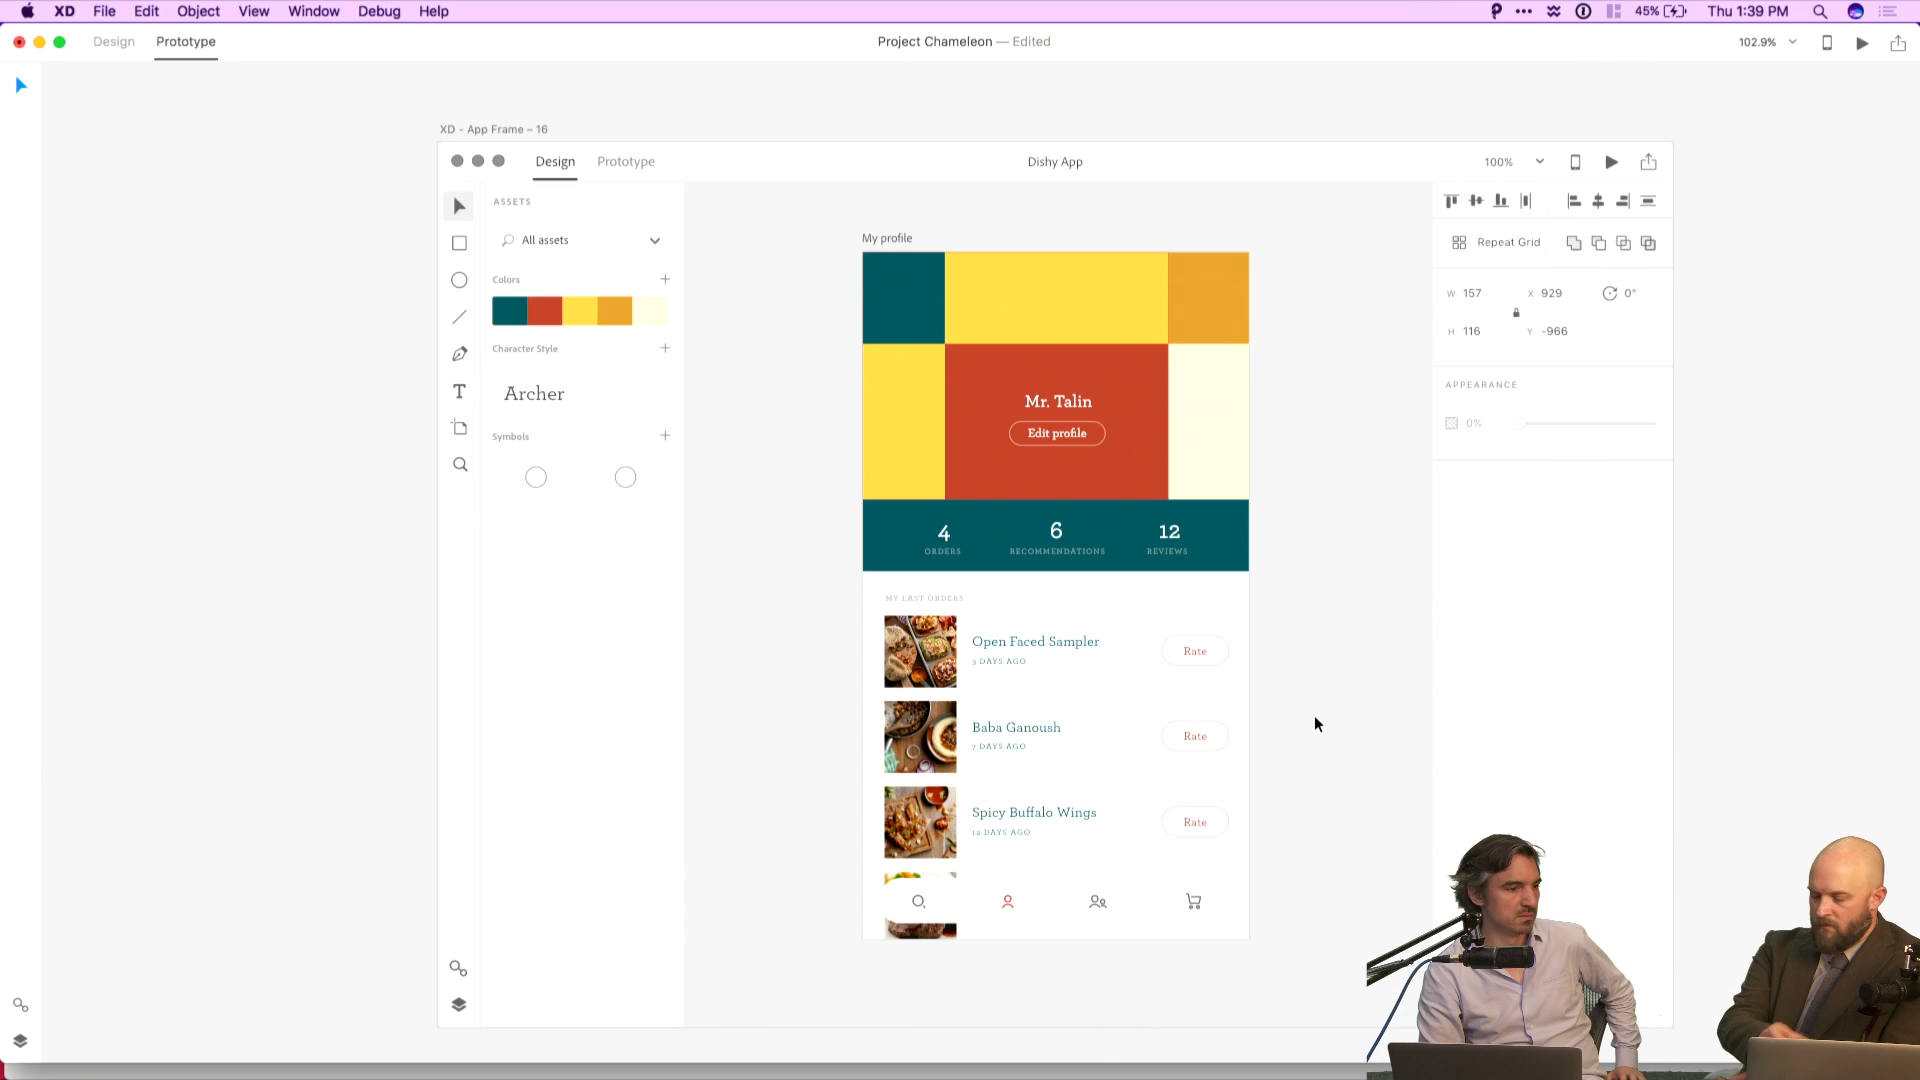 XD File Edit Object View Window Debug Help
45% Thu 1:39 PM
Design Prototype
Project Chameleon — Edited
102.9%
XD - App Frame – 16
Design Prototype
Dishy App
100%
ASSETS
All assets
Colors
Character Style
Archer
Symbols
My profile
Mr. Talin
Edit profile
4 6 12
ORDERS RECOMMENDATIONS REVIEWS
MY LAST ORDERS
Open Faced Sampler
3 DAYS AGO
Rate
Baba Ganoush
7 DAYS AGO
Rate
Spicy Buffalo Wings
12 DAYS AGO
Rate
Repeat Grid
W 157 X 929 0°
H 116 Y -966
APPEARANCE
0%